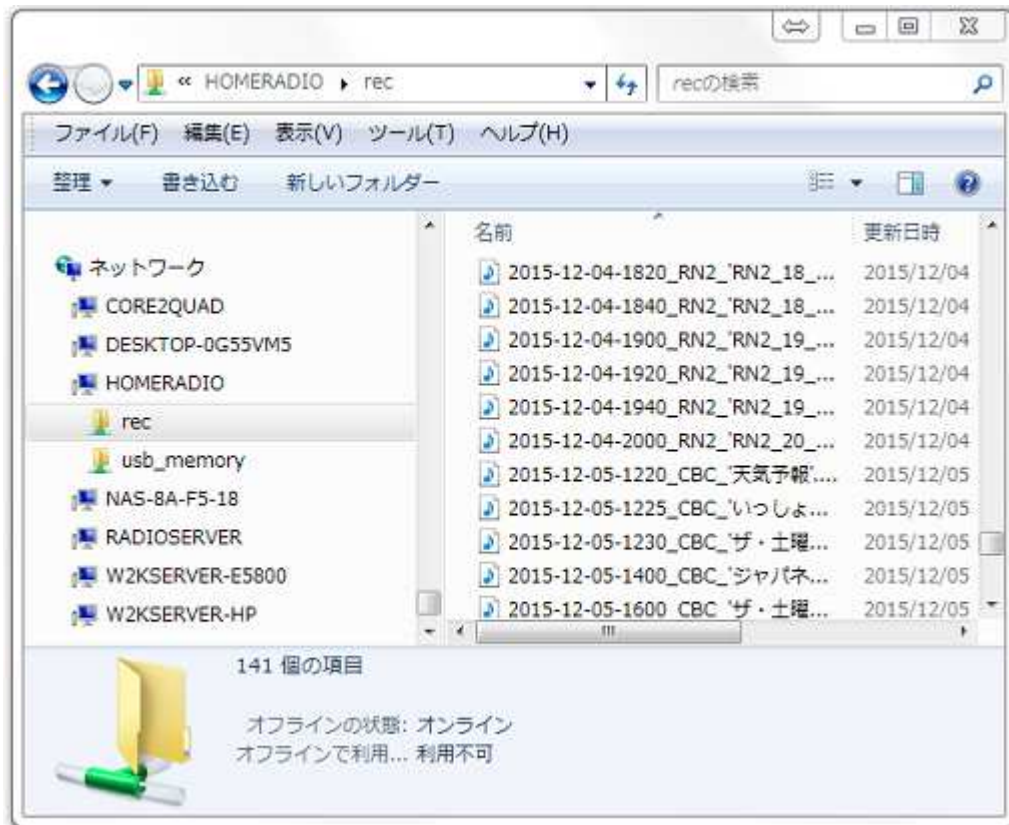 « HOMERADIO ▸ rec
recの検索
ファイル(F) 編集(E) 表示(V) ツール(T) ヘルプ(H)
整理 書き込む 新しいフォルダー
名前 更新日時
ネットワーク
CORE2QUAD
DESKTOP-0G55VM5
HOMERADIO
rec
usb_memory
NAS-8A-F5-18
RADIOSERVER
W2KSERVER-E5800
W2KSERVER-HP
2015-12-04-1820_RN2_'RN2_18_... 2015/12/04
2015-12-04-1840_RN2_'RN2_18_... 2015/12/04
2015-12-04-1900_RN2_'RN2_19_... 2015/12/04
2015-12-04-1920_RN2_'RN2_19_... 2015/12/04
2015-12-04-1940_RN2_'RN2_19_... 2015/12/04
2015-12-04-2000_RN2_'RN2_20_... 2015/12/04
2015-12-05-1220_CBC_'天気予報'.... 2015/12/05
2015-12-05-1225_CBC_'いっしょ... 2015/12/05
2015-12-05-1230_CBC_'ザ・土曜... 2015/12/05
2015-12-05-1400_CBC_'ジャパネ... 2015/12/05
2015-12-05-1600_CBC_'ザ・土曜... 2015/12/05
141 個の項目
オフラインの状態: オンライン
オフラインで利用... 利用不可